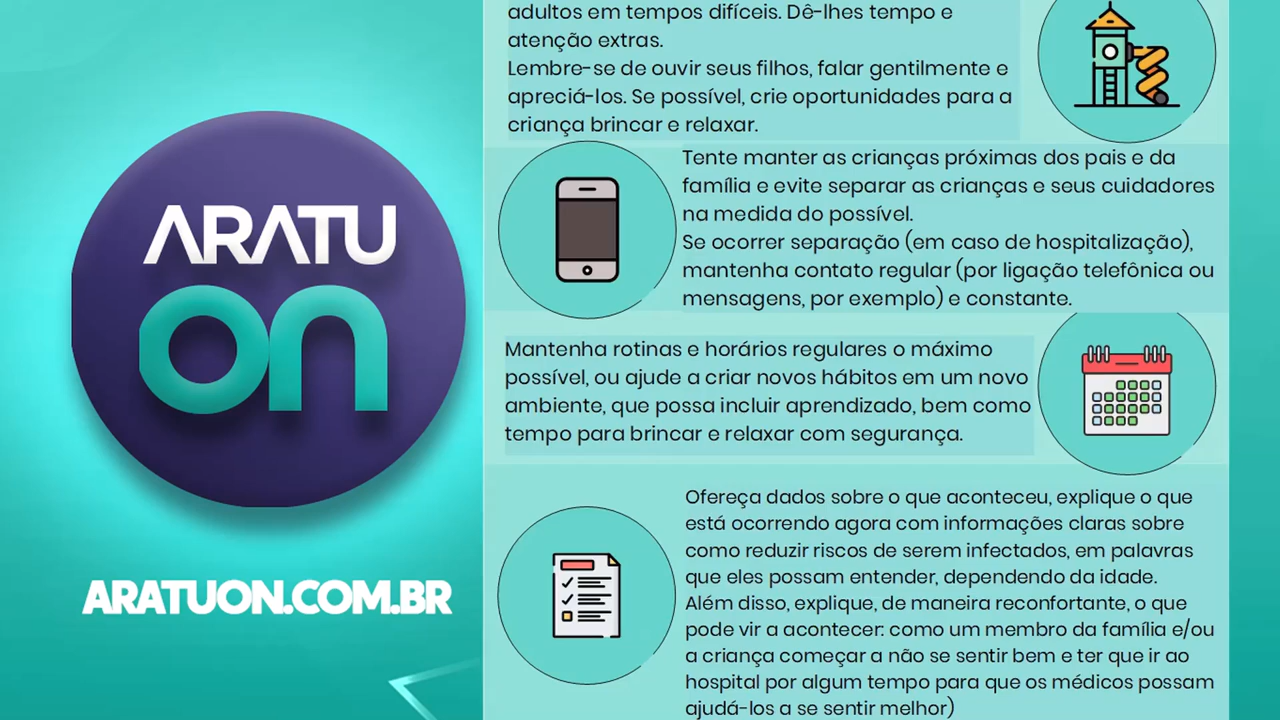 ARATU
on
ARATUON.COM.BR
adultos em tempos difíceis. Dê-lhes tempo e
atenção extras.
Lembre-se de ouvir seus filhos, falar gentilmente e
apreciá-los. Se possível, crie oportunidades para a
criança brincar e relaxar.
Tente manter as crianças próximas dos pais e da
família e evite separar as crianças e seus cuidadores
na medida do possível.
Se ocorrer separação (em caso de hospitalização),
mantenha contato regular (por ligação telefônica ou
mensagens, por exemplo) e constante.
Mantenha rotinas e horários regulares o máximo
possível, ou ajude a criar novos hábitos em um novo
ambiente, que possa incluir aprendizado, bem como
tempo para brincar e relaxar com segurança.
Ofereça dados sobre o que aconteceu, explique o que
está ocorrendo agora com informações claras sobre
como reduzir riscos de serem infectados, em palavras
que eles possam entender, dependendo da idade.
Além disso, explique, de maneira reconfortante, o que
pode vir a acontecer: como um membro da família e/ou
a criança começar a não se sentir bem e ter que ir ao
hospital por algum tempo para que os médicos possam
ajudá-los a se sentir melhor)